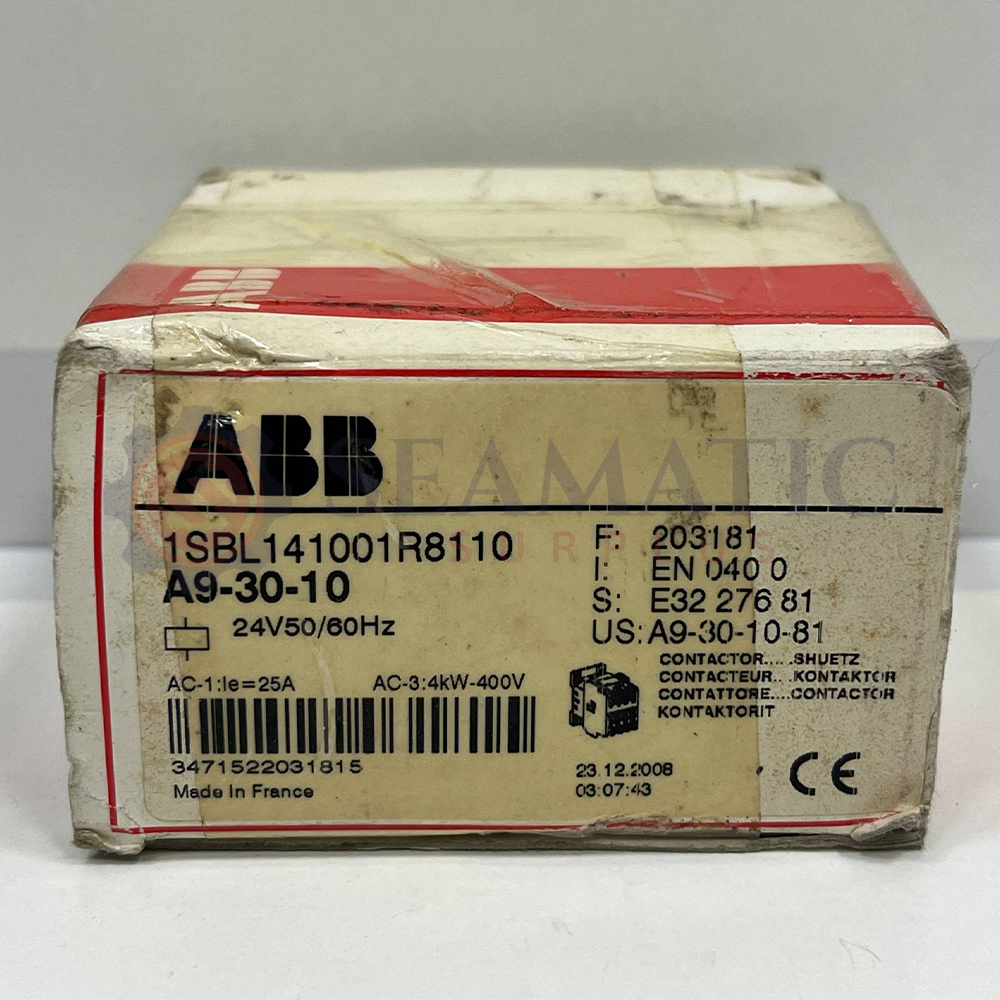 ABB
ABB
SEAMATIC
SURPLUS
1SBL141001R8110
A9-30-10
24V50/60Hz
AC-1:Ie=25A AC-3:4kW-400V
3471522031815
Made In France
F: 203181
I: EN 040 0
S: E32 276 81
US: A9-30-10-81
CONTACTOR.....SHUETZ
CONTACTEUR....KONTAKTOR
CONTATTORE....CONTACTOR
KONTAKTORIT
23.12.2008
03:07:43
CE